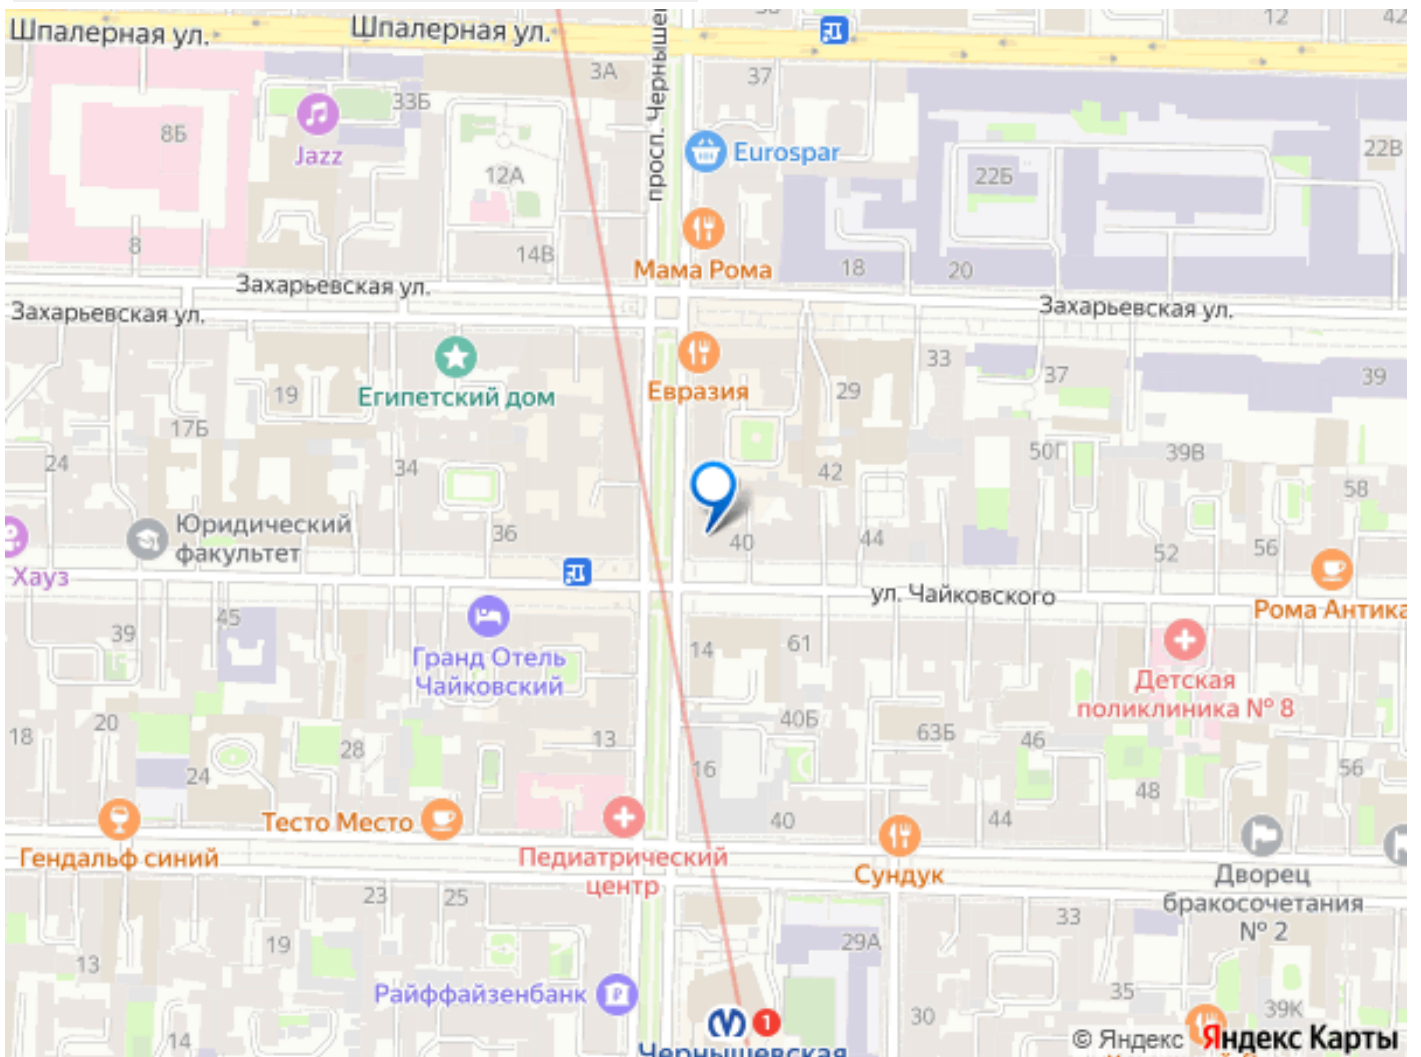 Шпалерная ул.
Шпалерная ул.
12
42
3А
37
33Б
просп. Черныше
8Б
Jazz
Eurospar
22В
12А
22Б
8
14В
Мама Рома
18
20
Захарьевская ул.
Захарьевская ул.
Захарьевская ул.
33
Евразия
37
39
19
Египетский дом
29
17Б
24
34
42
50Г
39В
58
Юридический
факультет
36
40
44
52
56
Хауз
ул. Чайковского
Рома Антика
45
39
14
61
Гранд Отель
Чайковский
Детская
поликлиника № 8
18
20
28
13
40Б
63Б
46
24
16
56
48
Тесто Место
40
44
Гендальф синий
Педиатрический
центр
Сундук
Дворец
бракосочетания
№ 2
23
25
33
19
29А
13
Райффайзенбанк
35
30
39К
1
14
© Яндекс Яндекс Карты
Чернышевская